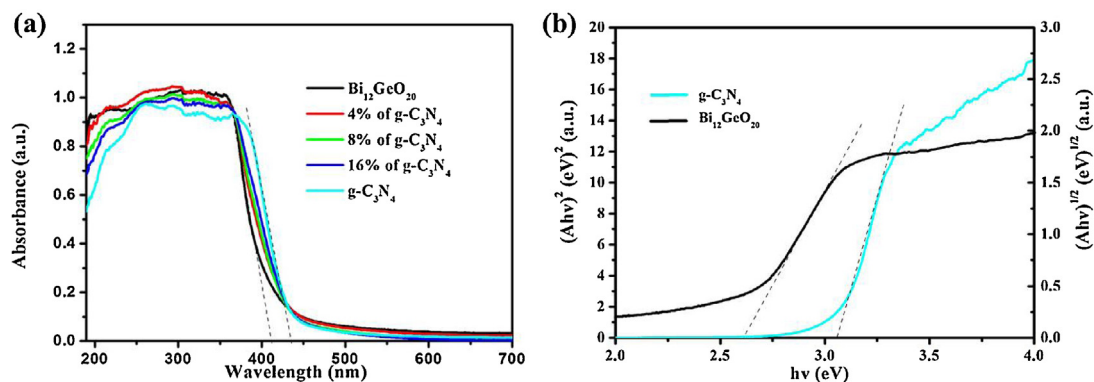 (a)
1.2
1.0
0.8
0.6
0.4
0.2
0.0
Absorbance (a.u.)
200 300 400 500 600 700
Wavelength (nm)
Bi₁₂GeO₂₀
4% of g-C₃N₄
8% of g-C₃N₄
16% of g-C₃N₄
g-C₃N₄
(b)
20
18
16
14
12
10
8
6
4
2
0
(Ahν)² (eV)² (a.u.)
g-C₃N₄
Bi₁₂GeO₂₀
3.0
2.5
2.0
1.5
1.0
0.5
0.0
(Ahν)¹/² (eV)¹/² (a.u.)
2.0 2.5 3.0 3.5 4.0
hν (eV)